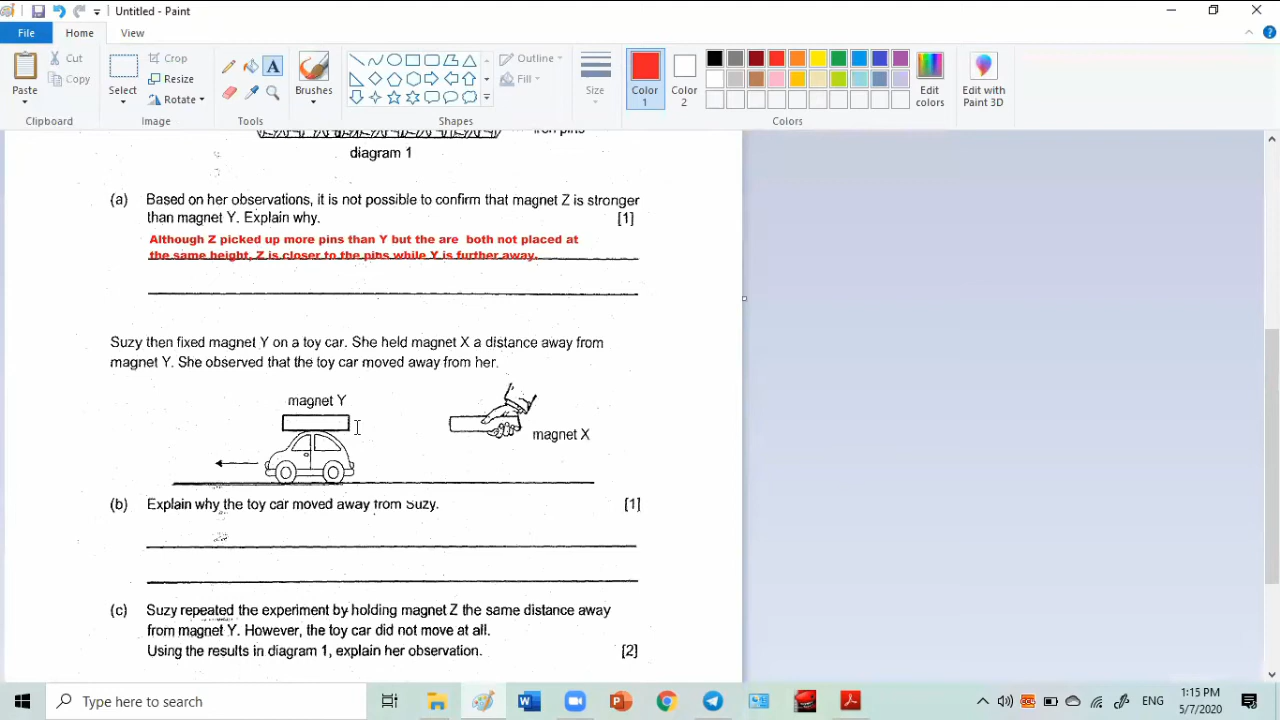 Untitled - Paint
File
Home
View
Paste
Cut
Copy
Clipboard
Select
Crop
Resize
Rotate
Image
Tools
Brushes
Shapes
Outline
Fill
Size
Color 1
Color 2
Edit colors
Edit with Paint 3D
Colors
iron pins
diagram 1
(a) Based on her observations, it is not possible to confirm that magnet Z is stronger
than magnet Y. Explain why. [1]
Although Z picked up more pins than Y but the are both not placed at
the same height, Z is closer to the pins while Y is further away.
Suzy then fixed magnet Y on a toy car. She held magnet X a distance away from
magnet Y. She observed that the toy car moved away from her.
magnet Y
magnet X
(b) Explain why the toy car moved away from Suzy. [1]
(c) Suzy repeated the experiment by holding magnet Z the same distance away
from magnet Y. However, the toy car did not move at all.
Using the results in diagram 1, explain her observation. [2]
Type here to search
ENG
1:15 PM
5/7/2020